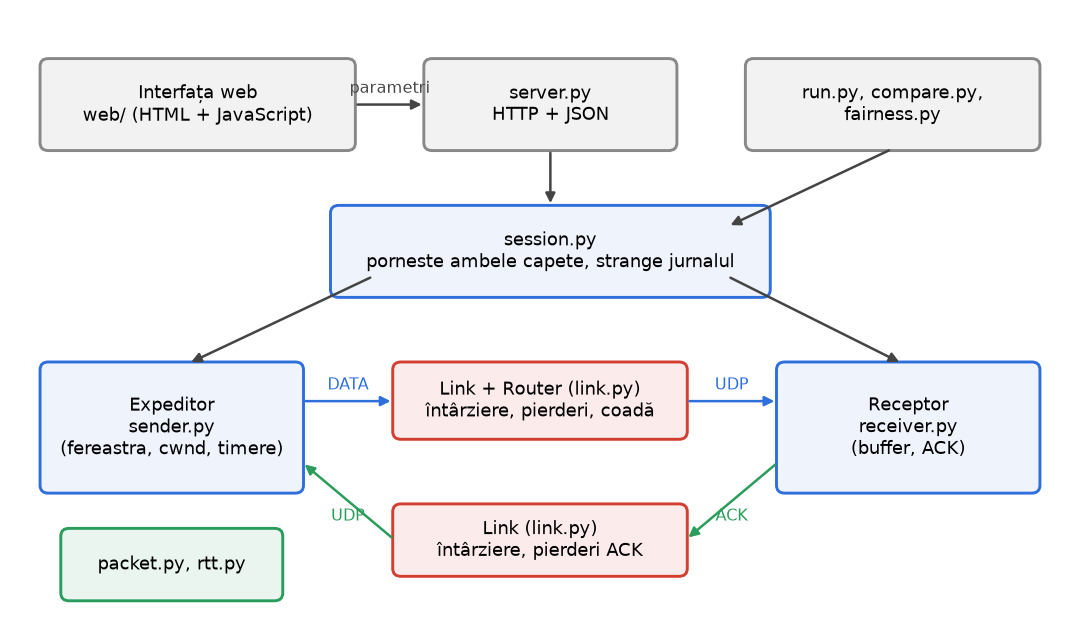 Interfața web
web/ (HTML + JavaScript)
parametri
server.py
HTTP + JSON
run.py, compare.py,
fairness.py
session.py
porneste ambele capete, strange jurnalul
Expeditor
sender.py
(fereastra, cwnd, timere)
DATA
Link + Router (link.py)
întârziere, pierderi, coadă
UDP
Receptor
receiver.py
(buffer, ACK)
UDP
Link (link.py)
întârziere, pierderi ACK
ACK
packet.py, rtt.py